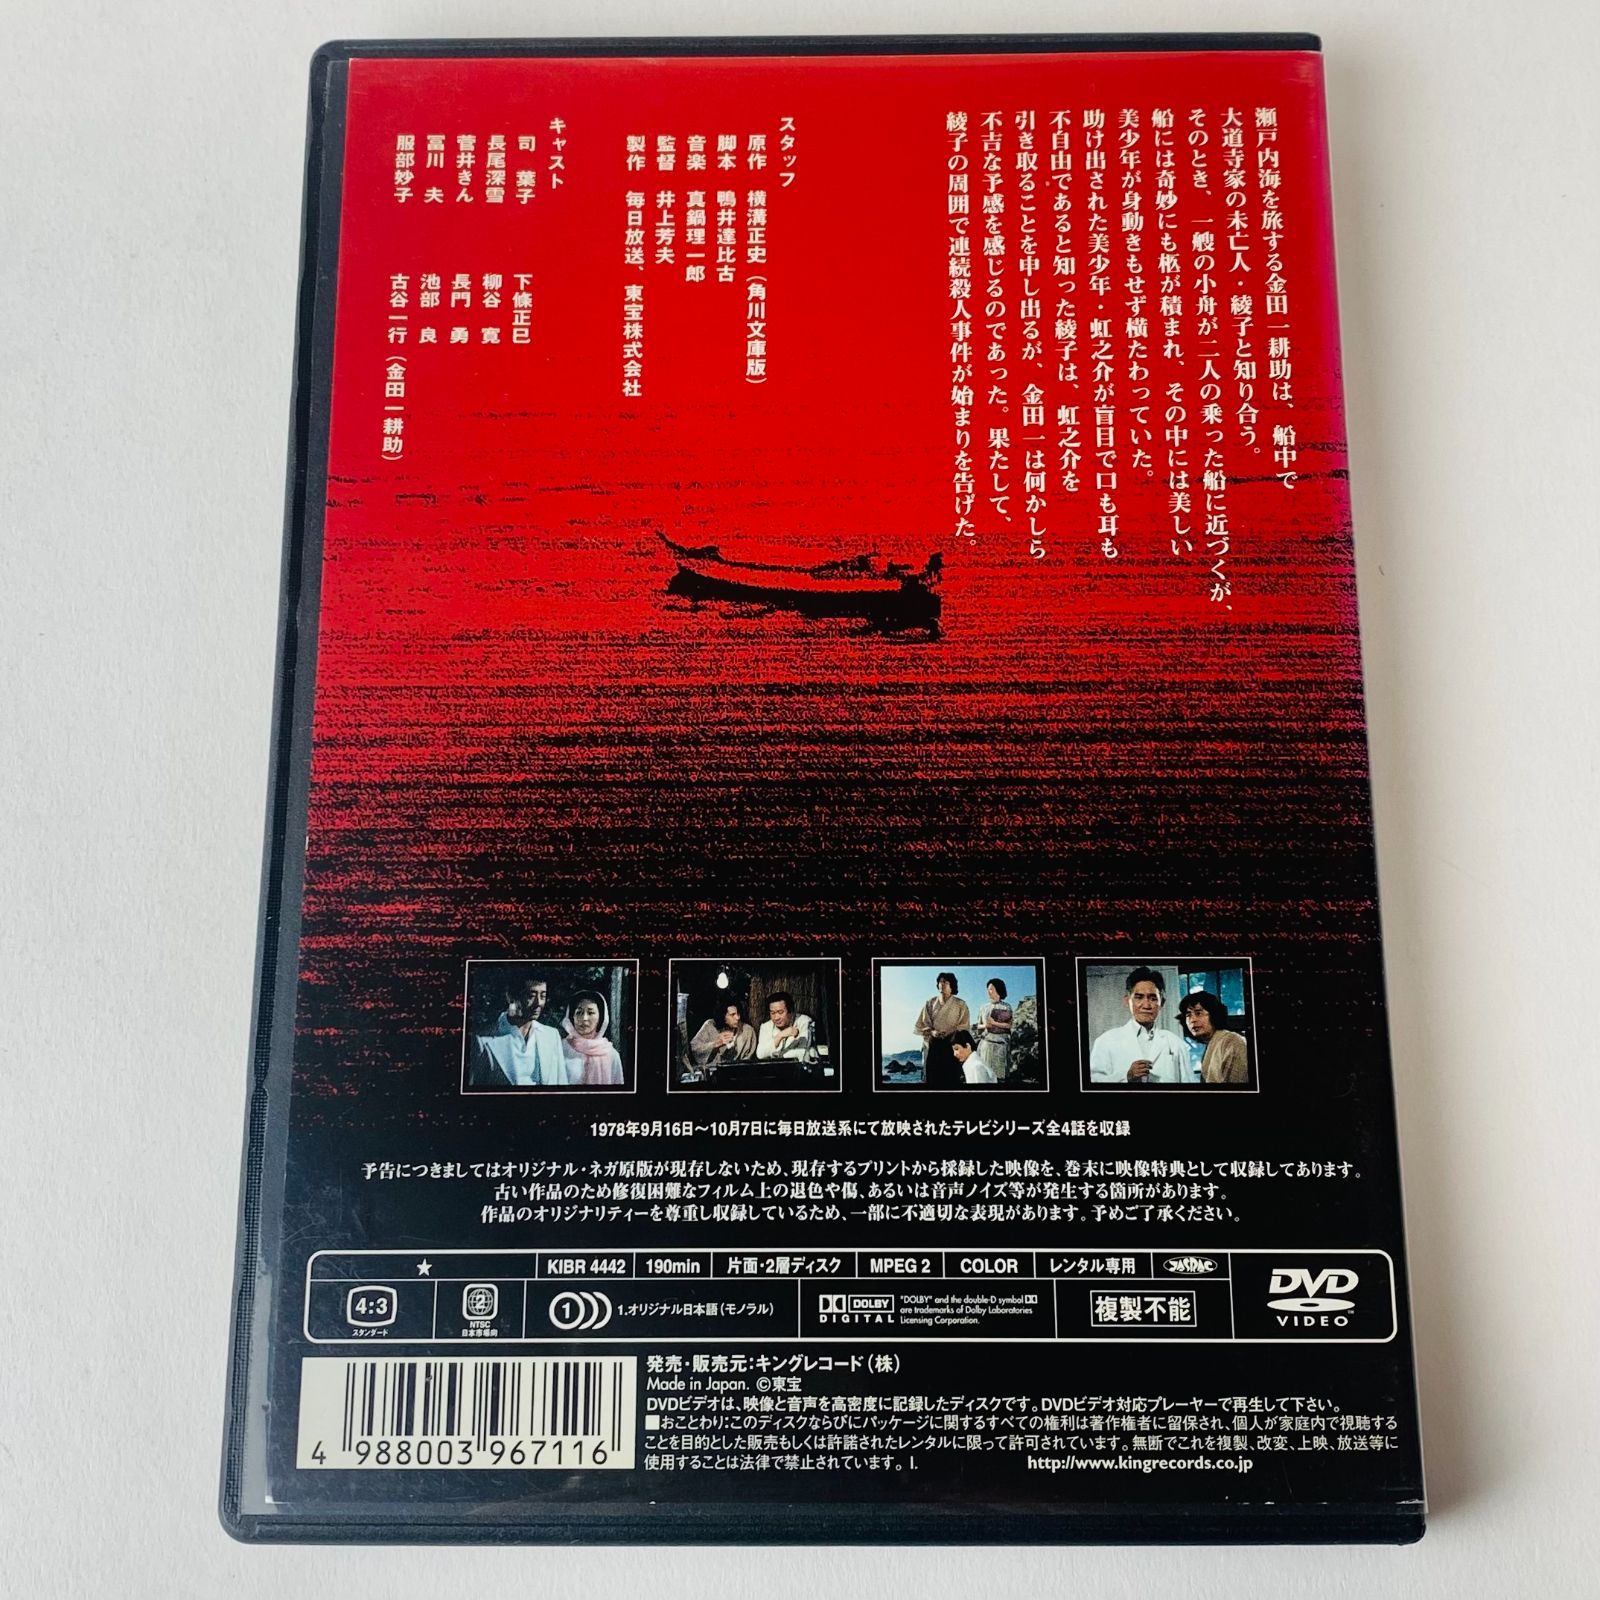 瀬戸内海を旅する金田一耕助は、船中で
大道寺家の未亡人・綾子と知り合う。
そのとき、一艘の小舟が二人の乗った船に近づくが、
船には奇妙にも柩が積まれ、その中には美しい
美少年が身動きもせず横たわっていた。
助け出された美少年・虹之介が盲目で口も耳も
不自由であると知った綾子は、虹之介を
引き取ることを申し出るが、金田一は何かしら
不吉な予感を感じるのであった。果たして、
綾子の周囲で連続殺人事件が始まりを告げた。
スタッフ
原作 横溝正史(角川文庫版)
脚本 鴨井達比古
音楽 真鍋理一郎
監督 井上芳夫
製作 毎日放送、東宝株式会社
キャスト
司 葉子 下條正巳
長尾深雪 柳谷 寛
菅井きん 長門 勇
冨川 夫 池部 良
服部妙子 古谷一行(金田一耕助)
1978年9月16日~10月7日に毎日放送系にて放映されたテレビシリーズ全4話を収録
予告につきましてはオリジナル・ネガ原版が現存しないため、現存するプリントから採録した映像を、巻末に映像特典として収録してあります。
古い作品のため修復困難なフィルム上の退色や傷、あるいは音声ノイズ等が発生する箇所があります。
作品のオリジナリティーを尊重し収録しているため、一部に不適切な表現があります。予めご了承ください。
★ KIBR 4442 190min 片面・2層ディスク MPEG 2 COLOR レンタル専用 JASRAC
4:3 スタンダード
2 NTSC 日本市場向
1 1.オリジナル日本語(モノラル)
DOLBY DIGITAL
"DOLBY" and the double-D symbol
are trademarks of Dolby Laboratories
Licensing Corporation.
複製不能
DVD VIDEO TM
発売・販売元:キングレコード(株)
Made in Japan. ©東宝
DVDビデオは、映像と音声を高密度に記録したディスクです。DVDビデオ対応プレーヤーで再生して下さい。
■おことわり:このディスクならびにパッケージに関するすべての権利は著作権者に留保され、個人が家庭内で視聴する
ことを目的とした販売もしくは許諾されたレンタルに限って許可されています。無断でこれを複製、改変、上映、放送等に
使用することは法律で禁止されています。I.
http://www.kingrecords.co.jp
4 988003 967116